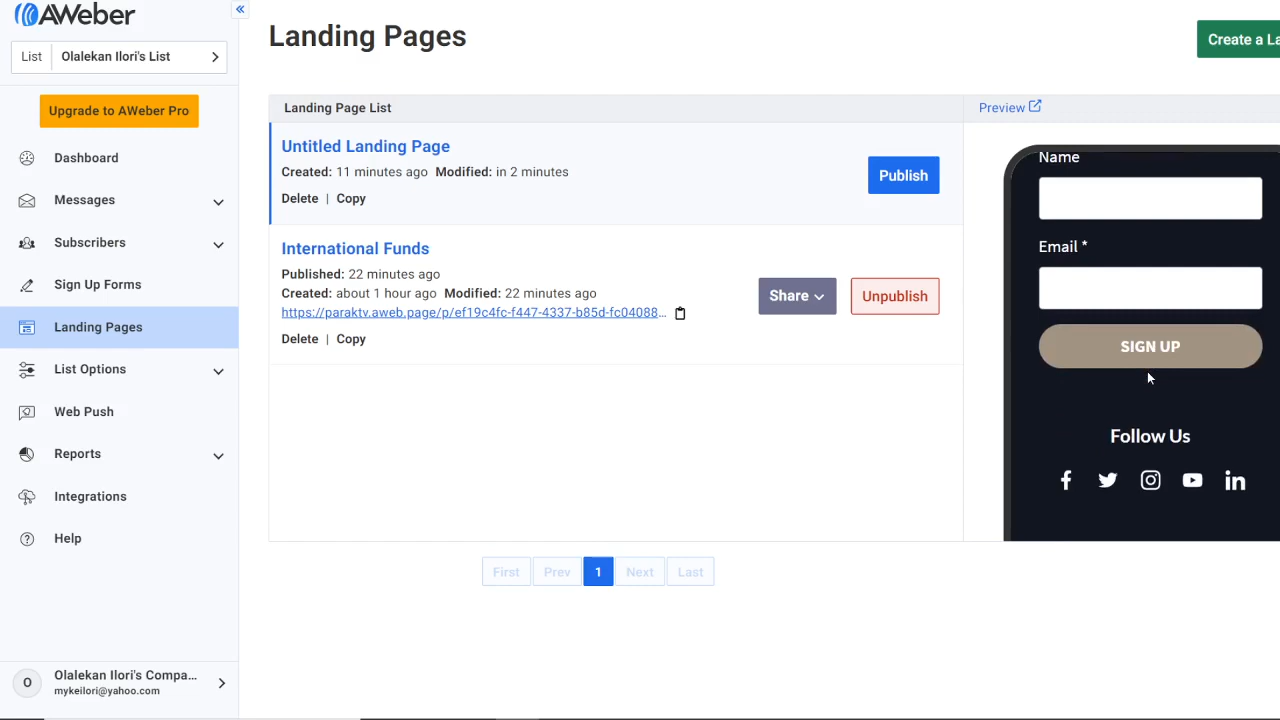 AWeber
List Olalekan Ilori's List
Upgrade to AWeber Pro
Dashboard
Messages
Subscribers
Sign Up Forms
Landing Pages
List Options
Web Push
Reports
Integrations
Help
O
Olalekan Ilori's Compa...
mykeilori@yahoo.com
Landing Pages
Create a La
Landing Page List
Untitled Landing Page
Created: 11 minutes ago Modified: in 2 minutes
Delete | Copy
Publish
International Funds
Published: 22 minutes ago
Created: about 1 hour ago Modified: 22 minutes ago
https://paraktv.aweb.page/p/ef19c4fc-f447-4337-b85d-fc04088...
Delete | Copy
Share
Unpublish
First Prev 1 Next Last
Preview
Name
Email *
SIGN UP
Follow Us